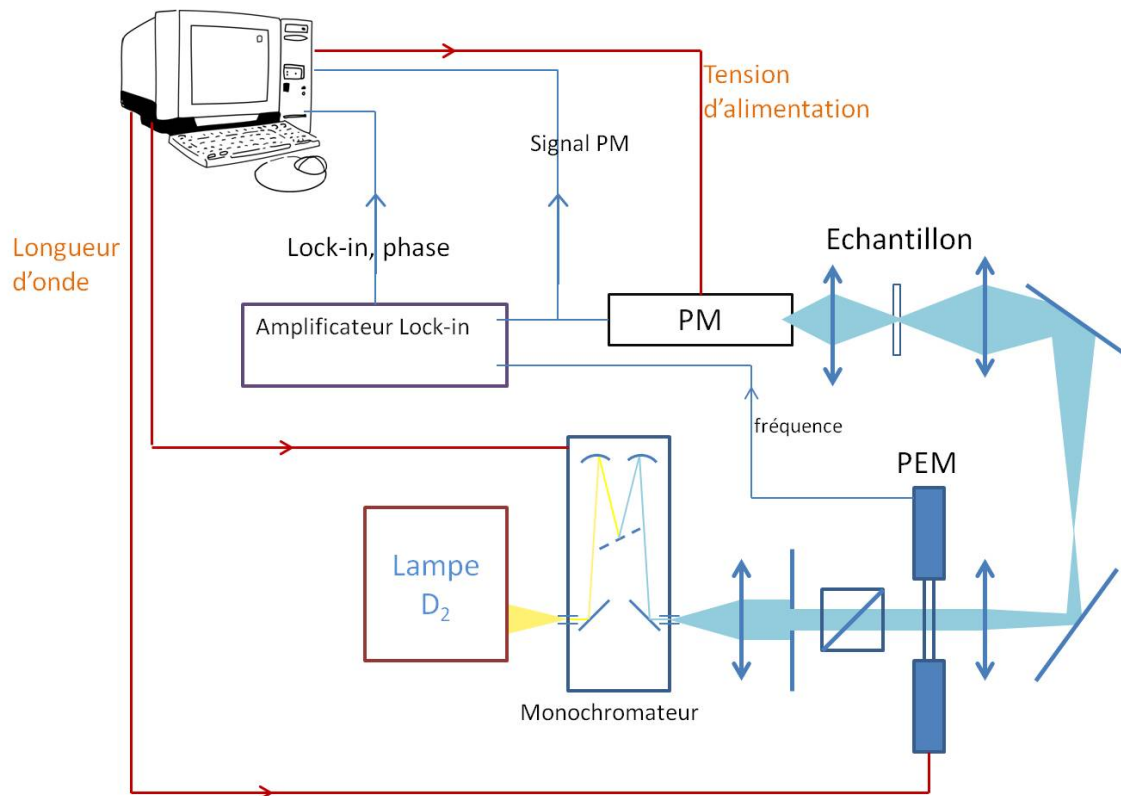 Tension
d'alimentation
Signal PM
Longueur
d'onde
Lock-in, phase
Echantillon
Amplificateur Lock-in
PM
fréquence
PEM
Lampe
D₂
Monochromateur